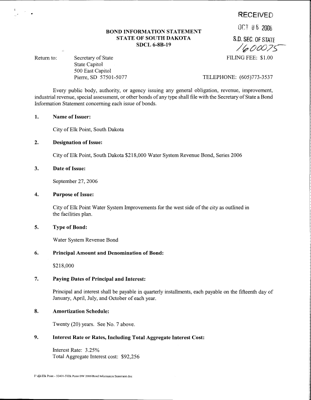 RECEIVED
OCT 06 2006
S.D. SEC. OF STATE
1600075
BOND INFORMATION STATEMENT
STATE OF SOUTH DAKOTA
SDCL 6-8B-19
Return to: Secretary of State FILING FEE: $1.00
State Capitol
500 East Capitol
Pierre, SD 57501-5077 TELEPHONE: (605)773-3537
Every public body, authority, or agency issuing any general obligation, revenue, improvement,
industrial revenue, special assessment, or other bonds of any type shall file with the Secretary of State a Bond
Information Statement concerning each issue of bonds.
1. Name of Issuer:
City of Elk Point, South Dakota
2. Designation of Issue:
City of Elk Point, South Dakota $218,000 Water System Revenue Bond, Series 2006
3. Date of Issue:
September 27, 2006
4. Purpose of Issue:
City of Elk Point Water System Improvements for the west side of the city as outlined in
the facilities plan.
5. Type of Bond:
Water System Revenue Bond
6. Principal Amount and Denomination of Bond:
$218,000
7. Paying Dates of Principal and Interest:
Principal and interest shall be payable in quarterly installments, each payable on the fifteenth day of
January, April, July, and October of each year.
8. Amortization Schedule:
Twenty (20) years. See No. 7 above.
9. Interest Rate or Rates, Including Total Aggregate Interest Cost:
Interest Rate: 3.25%
Total Aggregate Interest cost: $92,256